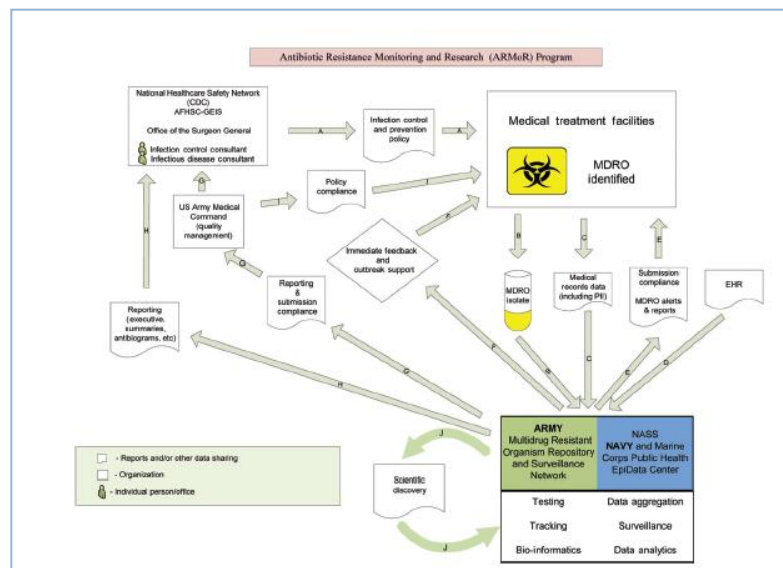 Antibiotic Resistance Monitoring and Research (ARMoR) Program
National Healthcare Safety Network
(CDC)
AFHSC-GEIS
Office of the Surgeon General
Infection control consultant
Infectious disease consultant
A
Infection control
and prevention
policy
A
Medical treatment facilities
MDRO
identified
G
US Army Medical
Command
(quality
management)
I
Policy
compliance
I
H
G
Immediate feedback
and
outbreak support
F
B
C
E
MDRO
isolate
Medical
records data
(including PII)
Submission
compliance
MDRO alerts
& reports
EHR
Reporting
&
submission
compliance
Reporting
(executive,
summaries,
antibiograms, etc)
H
G
F
B
C
E
D
ARMY
Multidrug Resistant
Organism Repository
and Surveillance
Network
NASS
NAVY and Marine
Corps Public Health
EpiData Center
J
Scientific
discovery
J
Testing
Tracking
Bio-informatics
Data aggregation
Surveillance
Data analytics
- Reports and/or other data sharing
- Organization
- Individual person/office